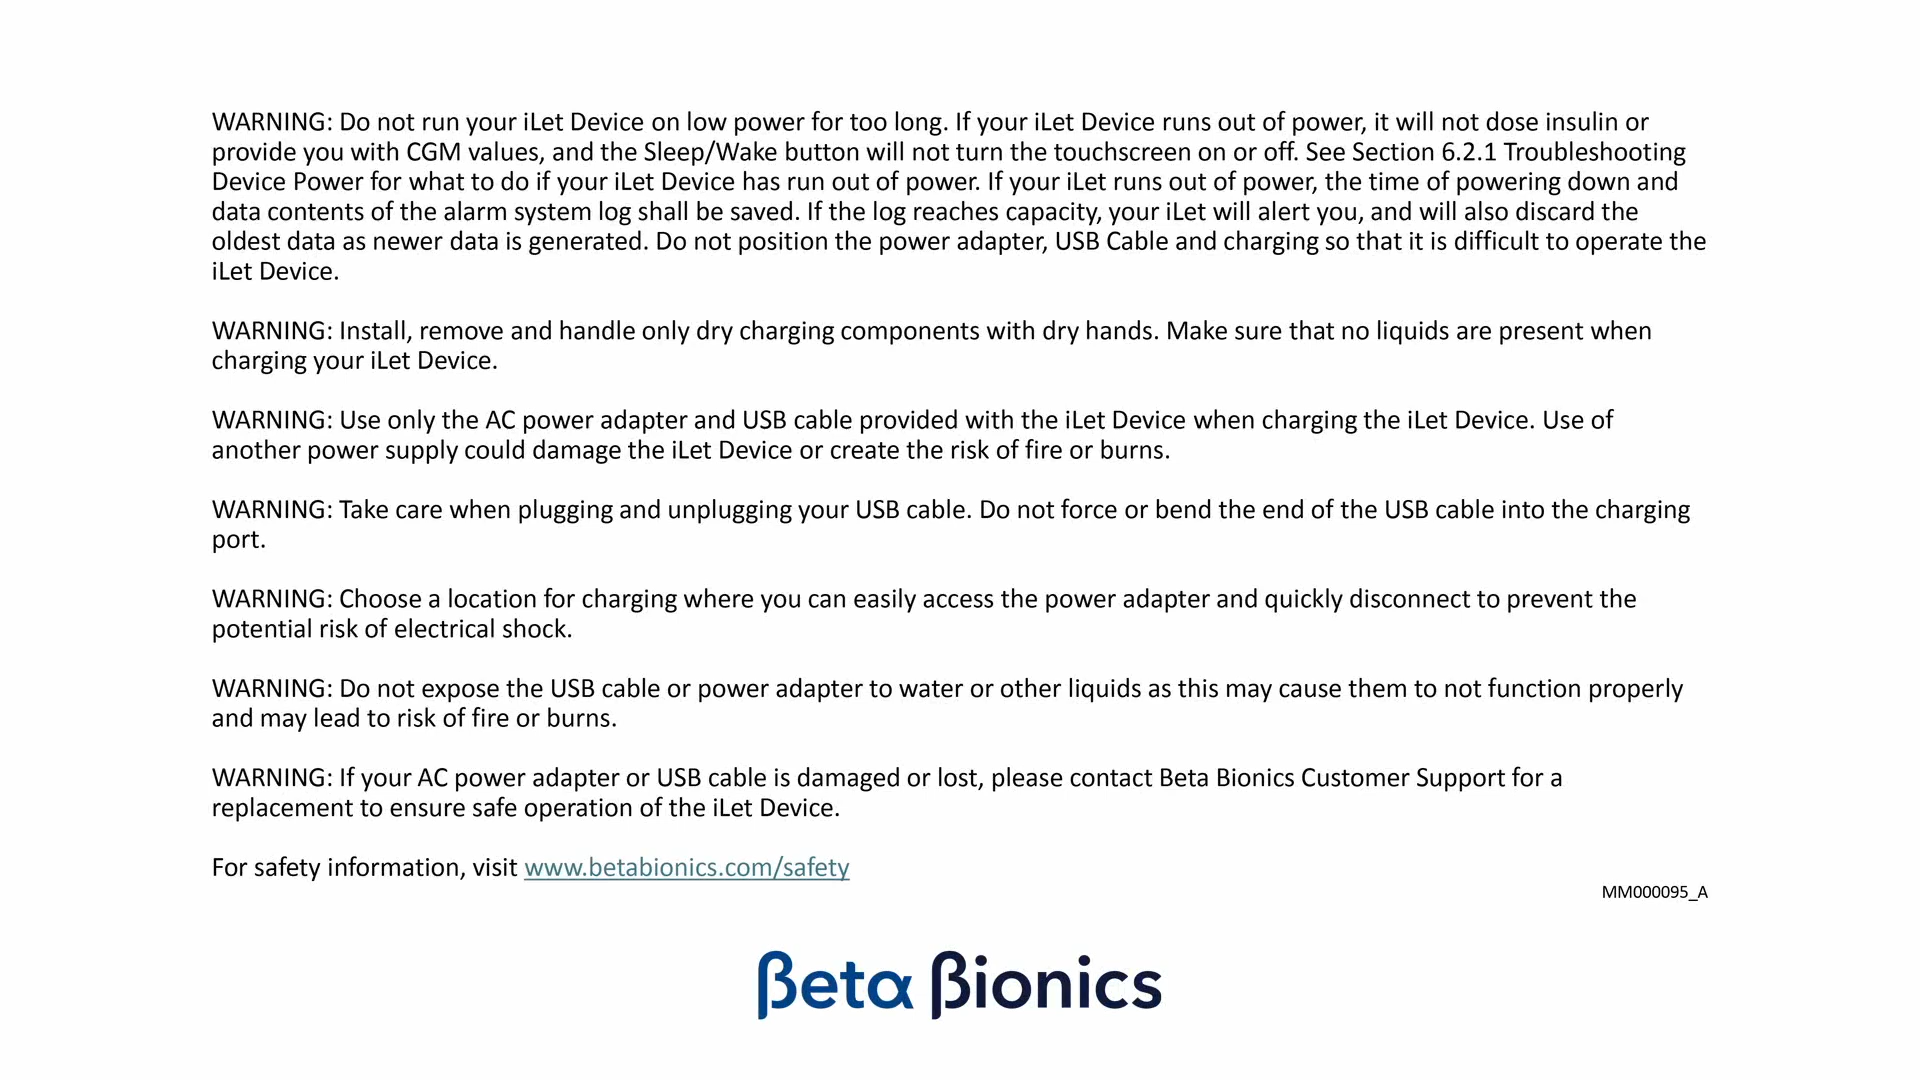 WARNING: Do not run your iLet Device on low power for too long. If your iLet Device runs out of power, it will not dose insulin or
provide you with CGM values, and the Sleep/Wake button will not turn the touchscreen on or off. See Section 6.2.1 Troubleshooting
Device Power for what to do if your iLet Device has run out of power. If your iLet runs out of power, the time of powering down and
data contents of the alarm system log shall be saved. If the log reaches capacity, your iLet will alert you, and will also discard the
oldest data as newer data is generated. Do not position the power adapter, USB Cable and charging so that it is difficult to operate the
iLet Device.
WARNING: Install, remove and handle only dry charging components with dry hands. Make sure that no liquids are present when
charging your iLet Device.
WARNING: Use only the AC power adapter and USB cable provided with the iLet Device when charging the iLet Device. Use of
another power supply could damage the iLet Device or create the risk of fire or burns.
WARNING: Take care when plugging and unplugging your USB cable. Do not force or bend the end of the USB cable into the charging
port.
WARNING: Choose a location for charging where you can easily access the power adapter and quickly disconnect to prevent the
potential risk of electrical shock.
WARNING: Do not expose the USB cable or power adapter to water or other liquids as this may cause them to not function properly
and may lead to risk of fire or burns.
WARNING: If your AC power adapter or USB cable is damaged or lost, please contact Beta Bionics Customer Support for a
replacement to ensure safe operation of the iLet Device.
For safety information, visit www.betabionics.com/safety
MM000095_A
βetα βionics